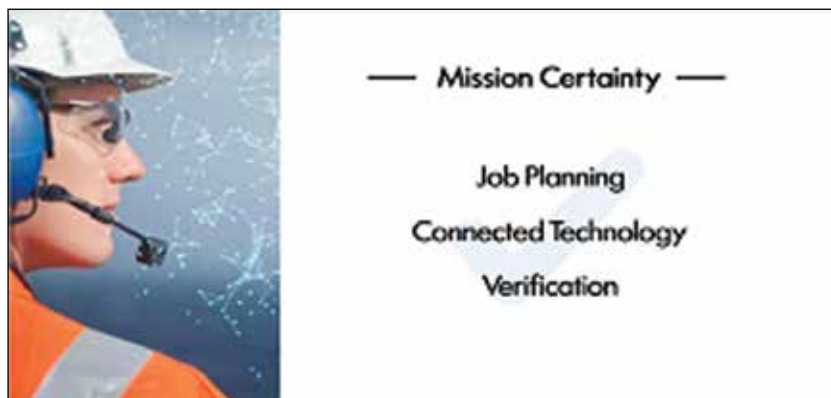 Mission Certainty
Job Planning
Connected Technology
Verification